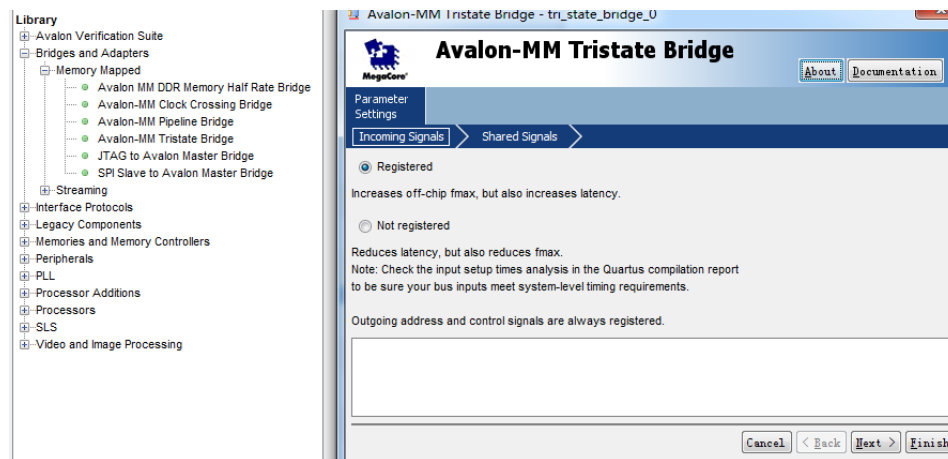 Library
Avalon Verification Suite
Bridges and Adapters
Memory Mapped
Avalon MM DDR Memory Half Rate Bridge
Avalon-MM Clock Crossing Bridge
Avalon-MM Pipeline Bridge
Avalon-MM Tristate Bridge
JTAG to Avalon Master Bridge
SPI Slave to Avalon Master Bridge
Streaming
Interface Protocols
Legacy Components
Memories and Memory Controllers
Peripherals
PLL
Processor Additions
Processors
SLS
Video and Image Processing
Avalon-MM Tristate Bridge - tri_state_bridge_0
MegaCore'
Avalon-MM Tristate Bridge
About Documentation
Parameter
Settings
Incoming Signals Shared Signals
Registered
Increases off-chip fmax, but also increases latency.
Not registered
Reduces latency, but also reduces fmax.
Note: Check the input setup times analysis in the Quartus compilation report
to be sure your bus inputs meet system-level timing requirements.
Outgoing address and control signals are always registered.
Cancel < Back Next > Finish